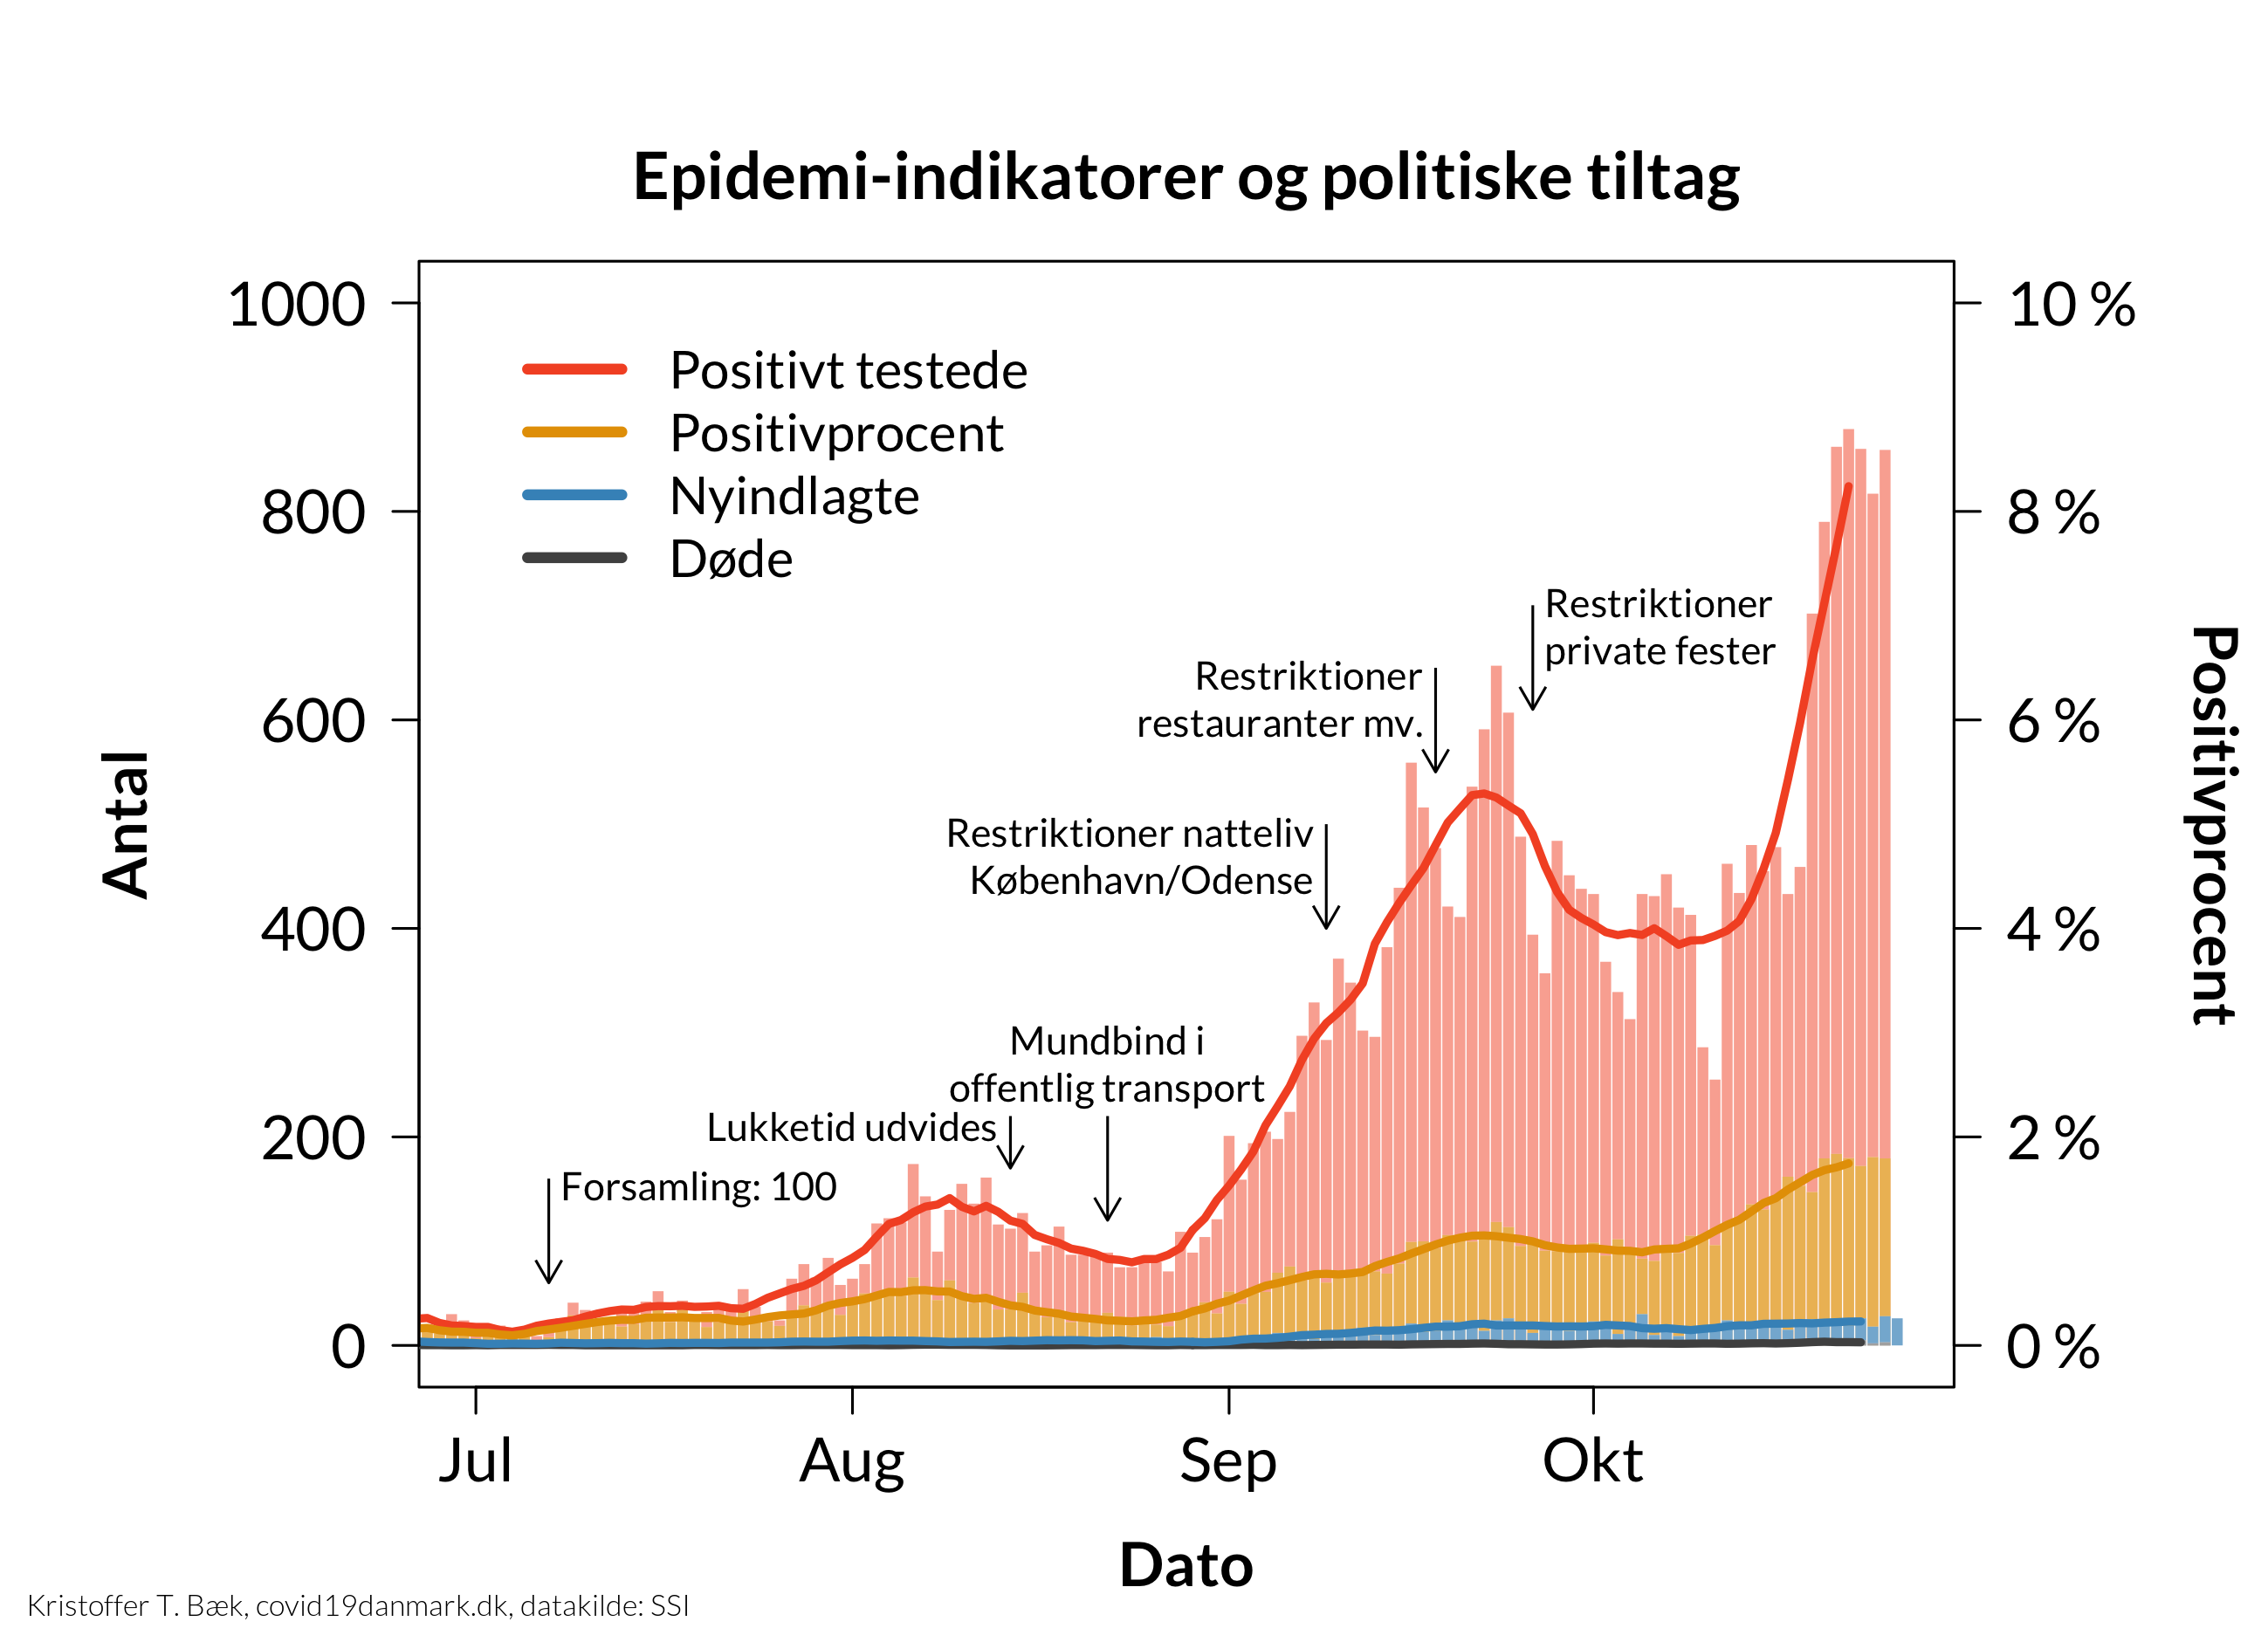 Epidemi-indikatorer og politiske tiltag
1000
800
600
400
200
0
Antal
10 %
8 %
6 %
4 %
2 %
0 %
Positivprocent
Positivt testede
Positivprocent
Nyindlagte
Døde
Restriktioner
private fester
Restriktioner
restauranter mv.
Restriktioner natteliv
København/Odense
Mundbind i
offentlig transport
Lukketid udvides
Forsamling: 100
Jul
Aug
Sep
Okt
Dato
Kristoffer T. Bæk, covid19danmark.dk, datakilde: SSI